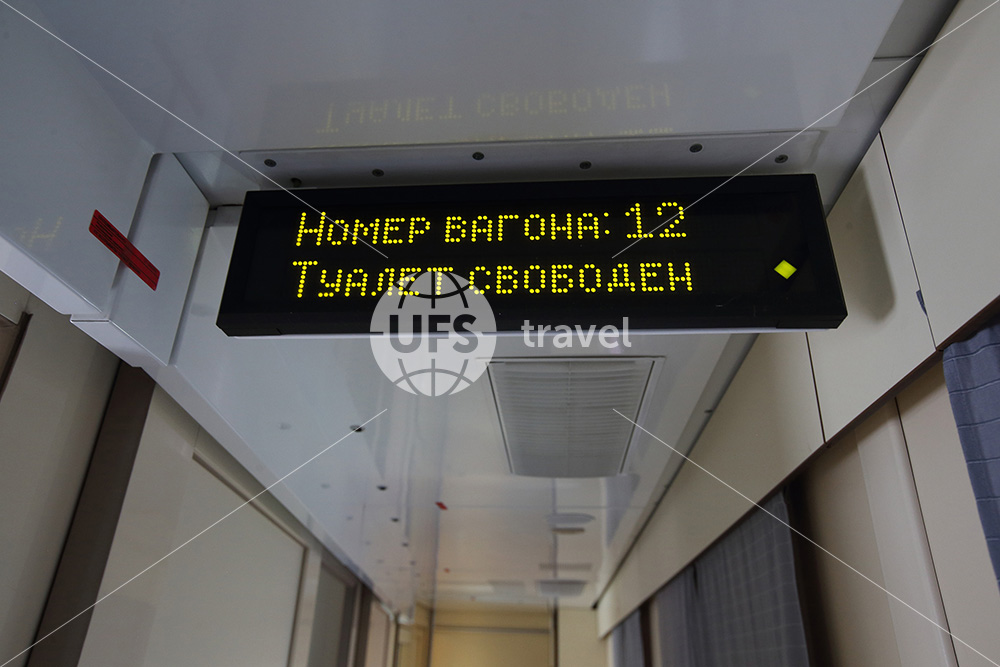 Номер вагона: 12
Туалет свободен
UFS travel